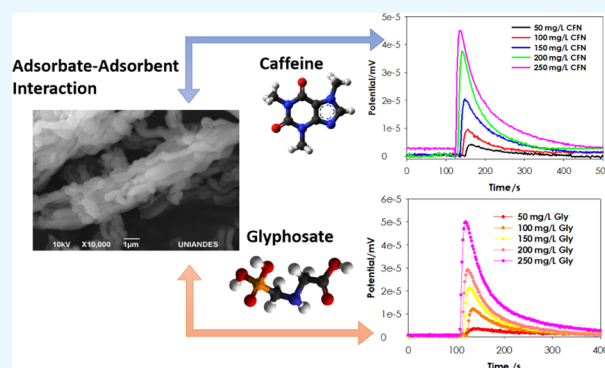 Adsorbate-Adsorbent
Interaction
10kV X10,000 1µm UNIANDES
Caffeine
Glyphosate
5e-5
4e-5
3e-5
2e-5
1e-5
0
Potential/mV
50 mg/L CFN
100 mg/L CFN
150 mg/L CFN
200 mg/L CFN
250 mg/L CFN
0 100 200 300 400 500
Time /s
6e-5
5e-5
4e-5
3e-5
2e-5
1e-5
0
Potential/mV
50 mg/L Gly
100 mg/L Gly
150 mg/L Gly
200 mg/L Gly
250 mg/L Gly
0 100 200 300 400
Time/s